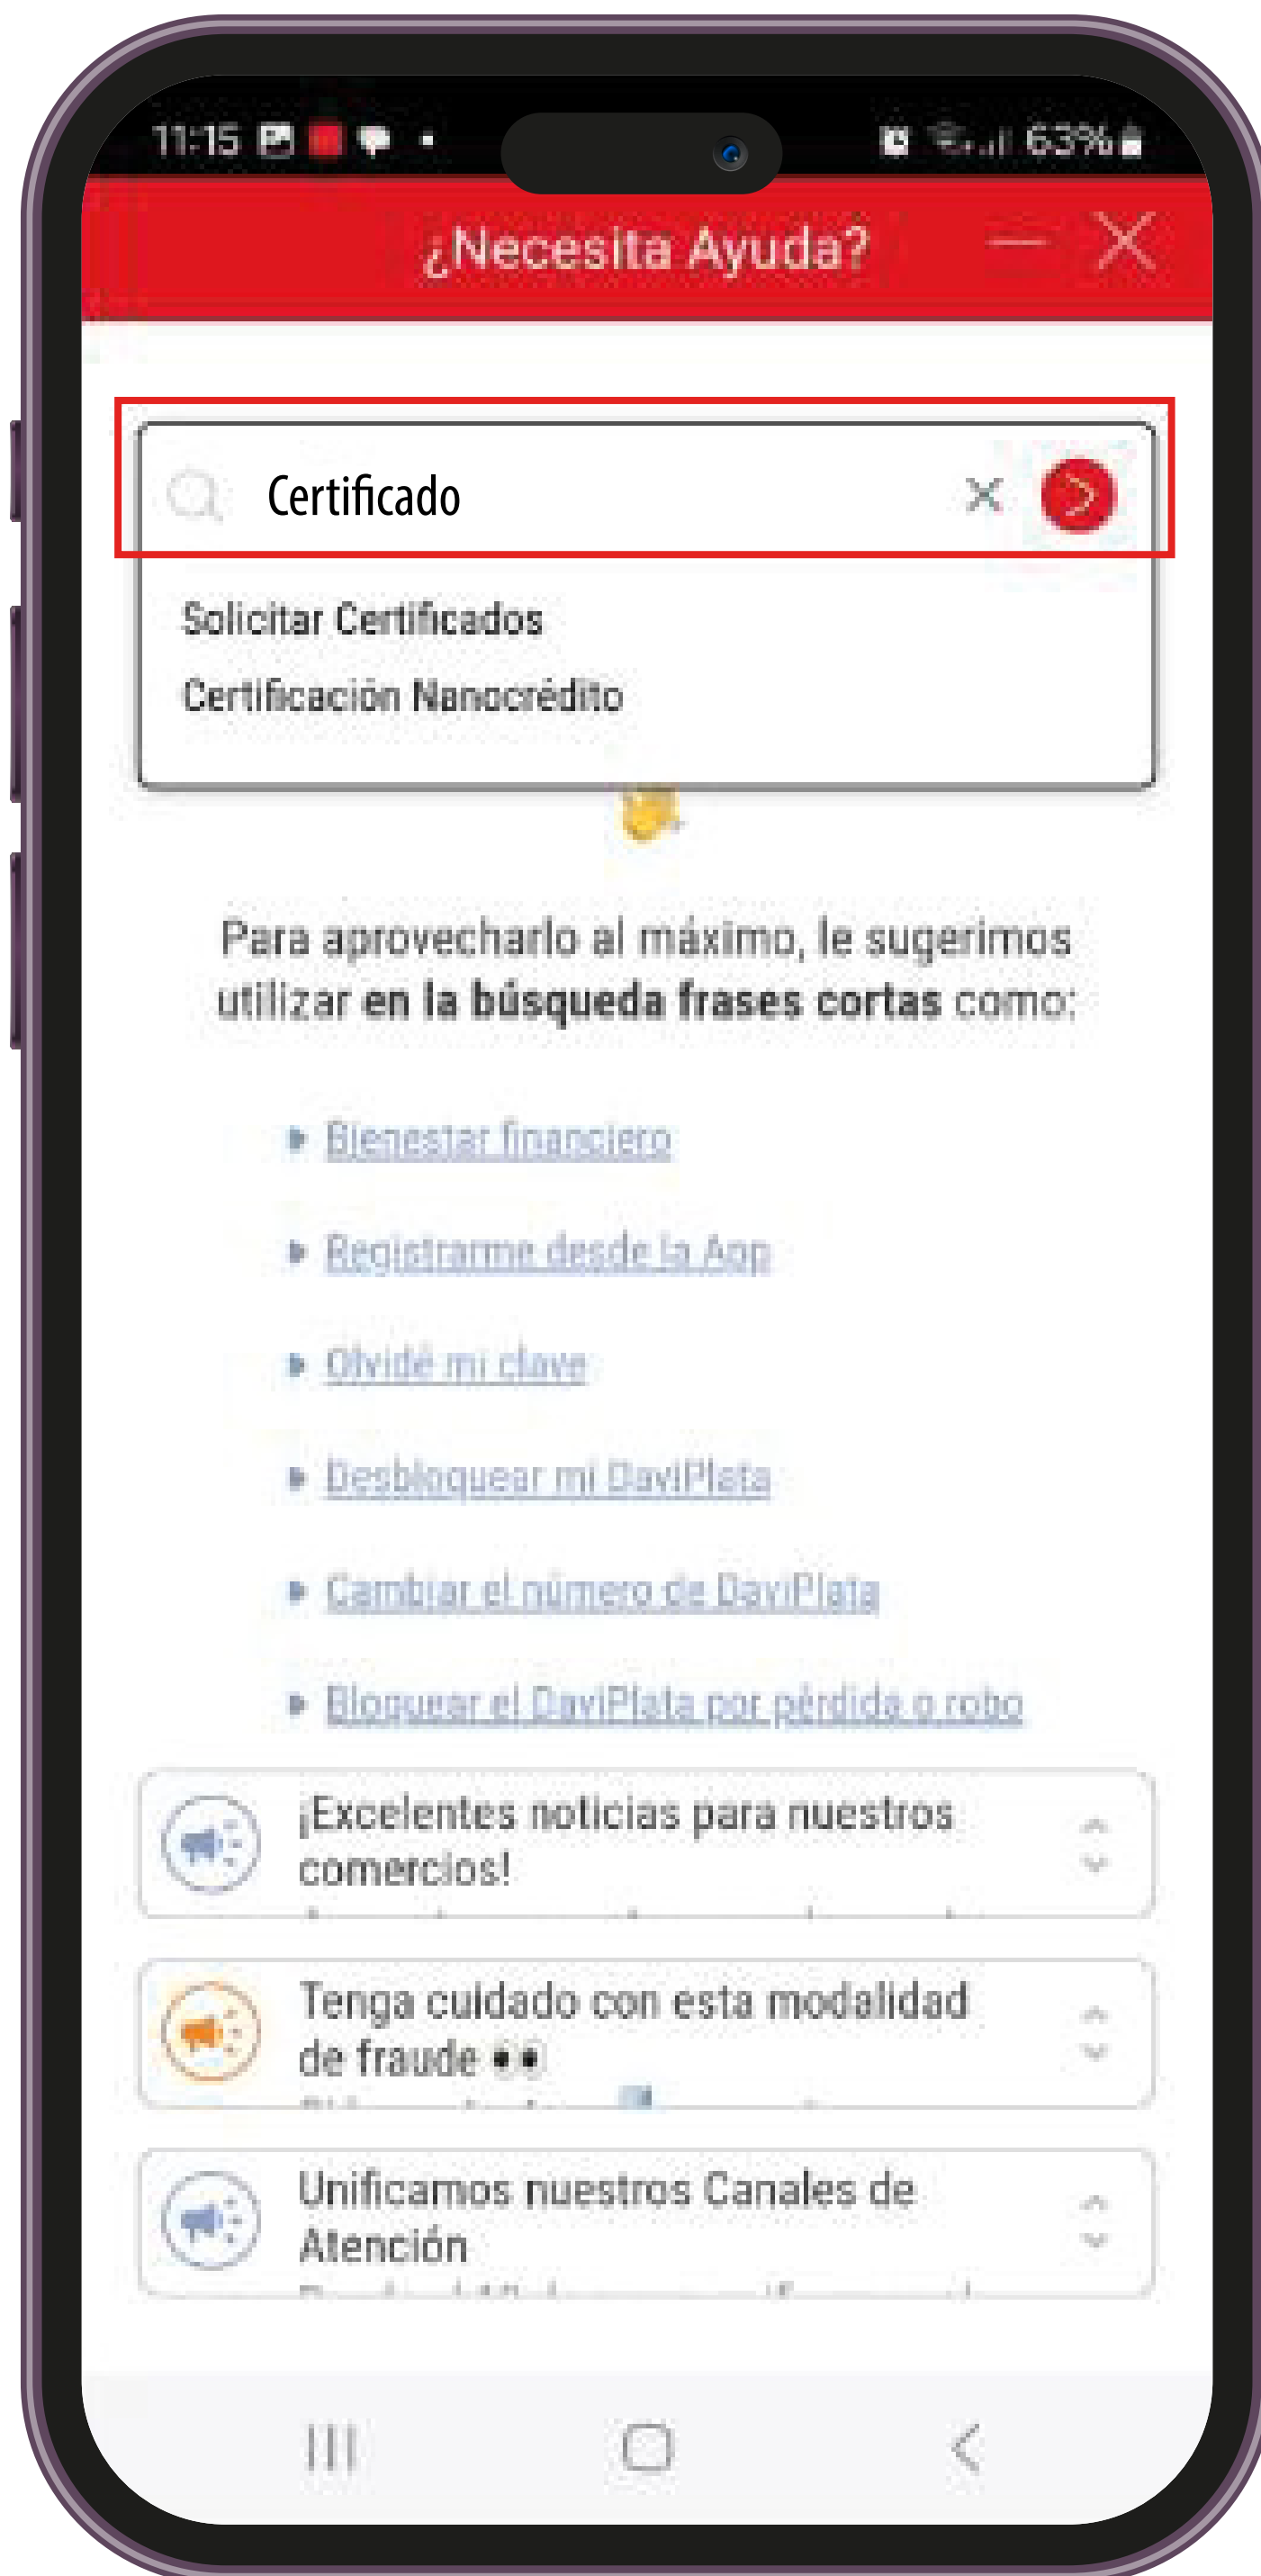 11:15
63%
¿Necesita Ayuda?
Certificado
Solicitar Certificados
Certificación Nanocrédito
Para aprovecharlo al máximo, le sugerimos
utilizar en la búsqueda frases cortas como:
Bienestar financiero
Registrarme desde la App
Olvidé mi clave
Desbloquear mi DaviPlata
Cambiar el número de DaviPlata
Bloquear el DaviPlata por pérdida o robo
¡Excelentes noticias para nuestros
comercios!
Tenga cuidado con esta modalidad
de fraude 👀
Unificamos nuestros Canales de
Atención